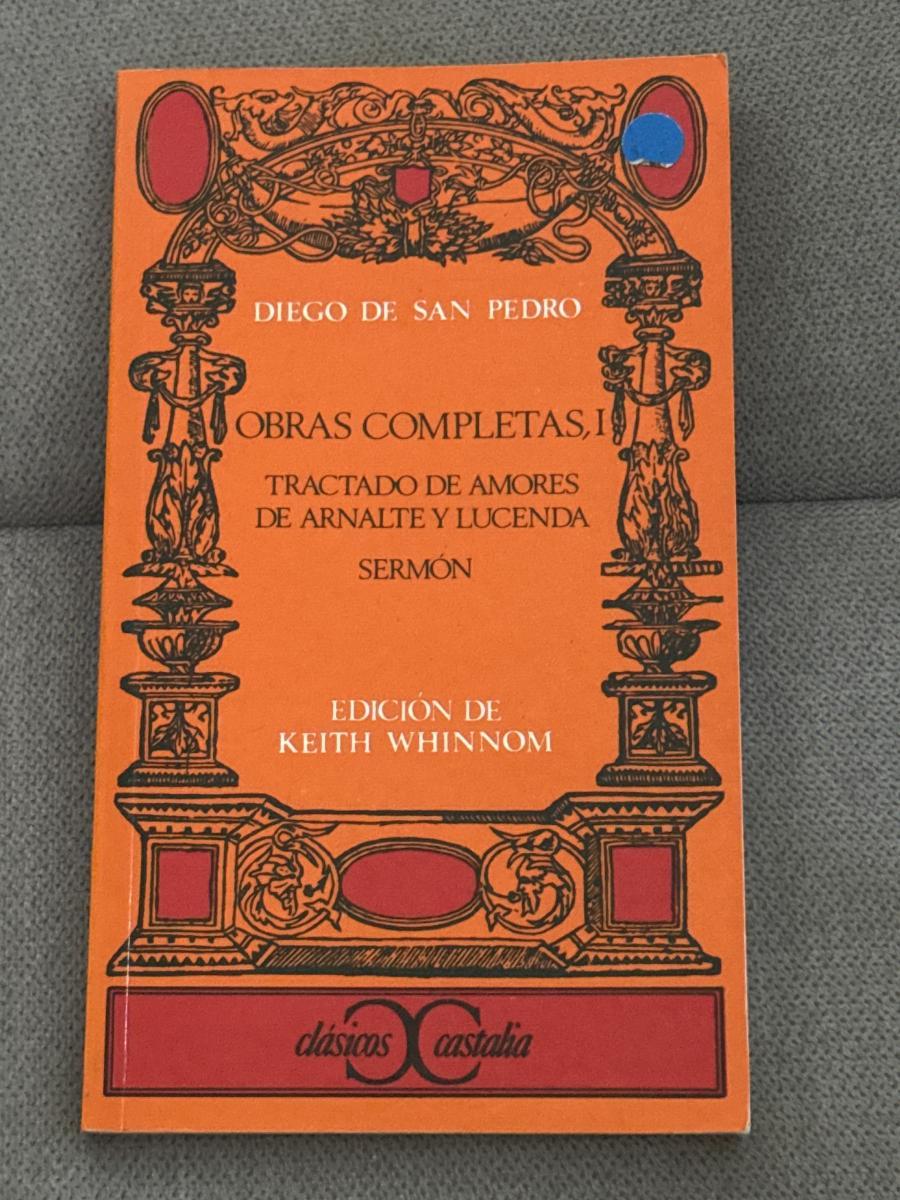 DIEGO DE SAN PEDRO
OBRAS COMPLETAS, I
TRACTADO DE AMORES
DE ARNALTE Y LUCENDA
SERMÓN
EDICIÓN DE
KEITH WHINNOM
clásicos CC castalia